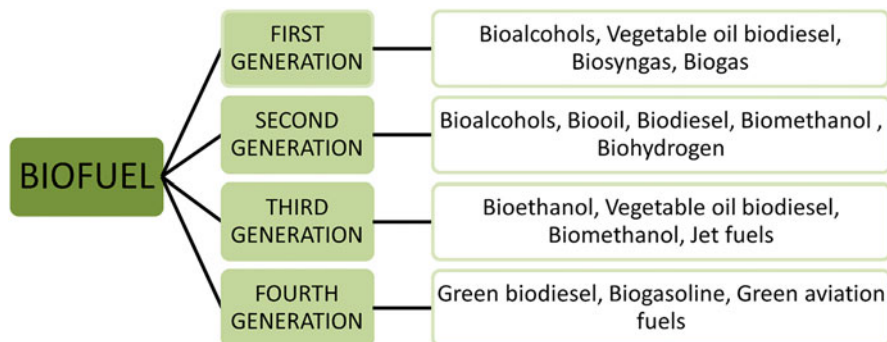 BIOFUEL
FIRST
GENERATION
Bioalcohols, Vegetable oil biodiesel,
Biosyngas, Biogas
SECOND
GENERATION
Bioalcohols, Biooil, Biodiesel, Biomethanol ,
Biohydrogen
THIRD
GENERATION
Bioethanol, Vegetable oil biodiesel,
Biomethanol, Jet fuels
FOURTH
GENERATION
Green biodiesel, Biogasoline, Green aviation
fuels